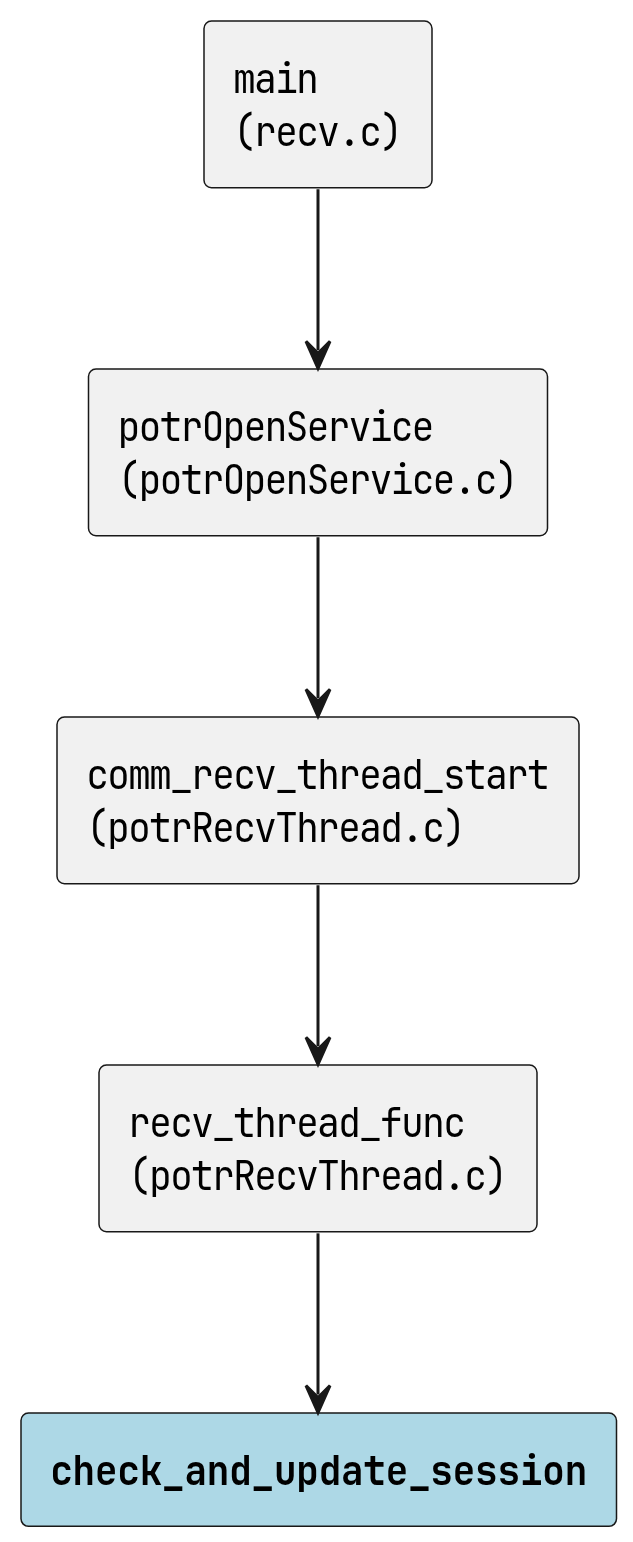 main
(recv.c)
potrOpenService
(potrOpenService.c)
comm_recv_thread_start
(potrRecvThread.c)
recv_thread_func
(potrRecvThread.c)
check_and_update_session